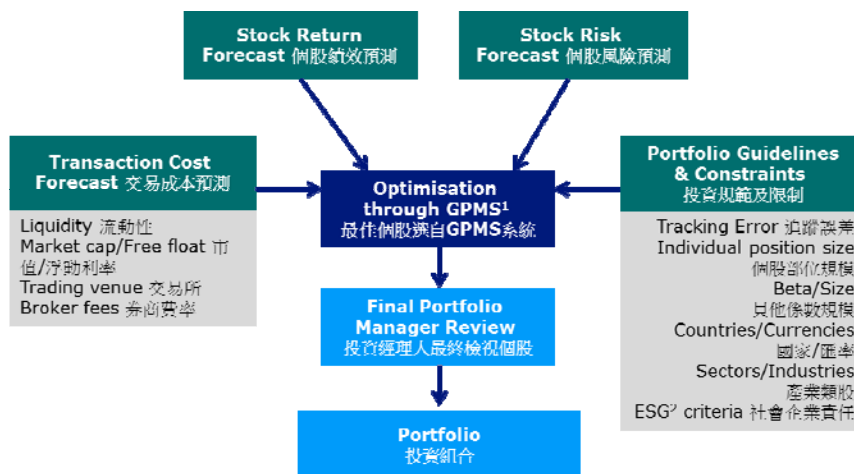 Stock Return
Forecast 個股績效預測
Stock Risk
Forecast 個股風險預測
Transaction Cost
Forecast 交易成本預測
Liquidity 流動性
Market cap/Free float 市
值/浮動利率
Trading venue 交易所
Broker fees 券商費率
Optimisation
through GPMS¹
最佳個股選自GPMS系統
Portfolio Guidelines
& Constraints
投資規範及限制
Tracking Error 追蹤誤差
Individual position size
個股部位規模
Beta/Size
其他係數規模
Countries/Currencies
國家/匯率
Sectors/Industries
產業類股
ESG² criteria 社會企業責任
Final Portfolio
Manager Review
投資經理人最終檢視個股
Portfolio
投資組合